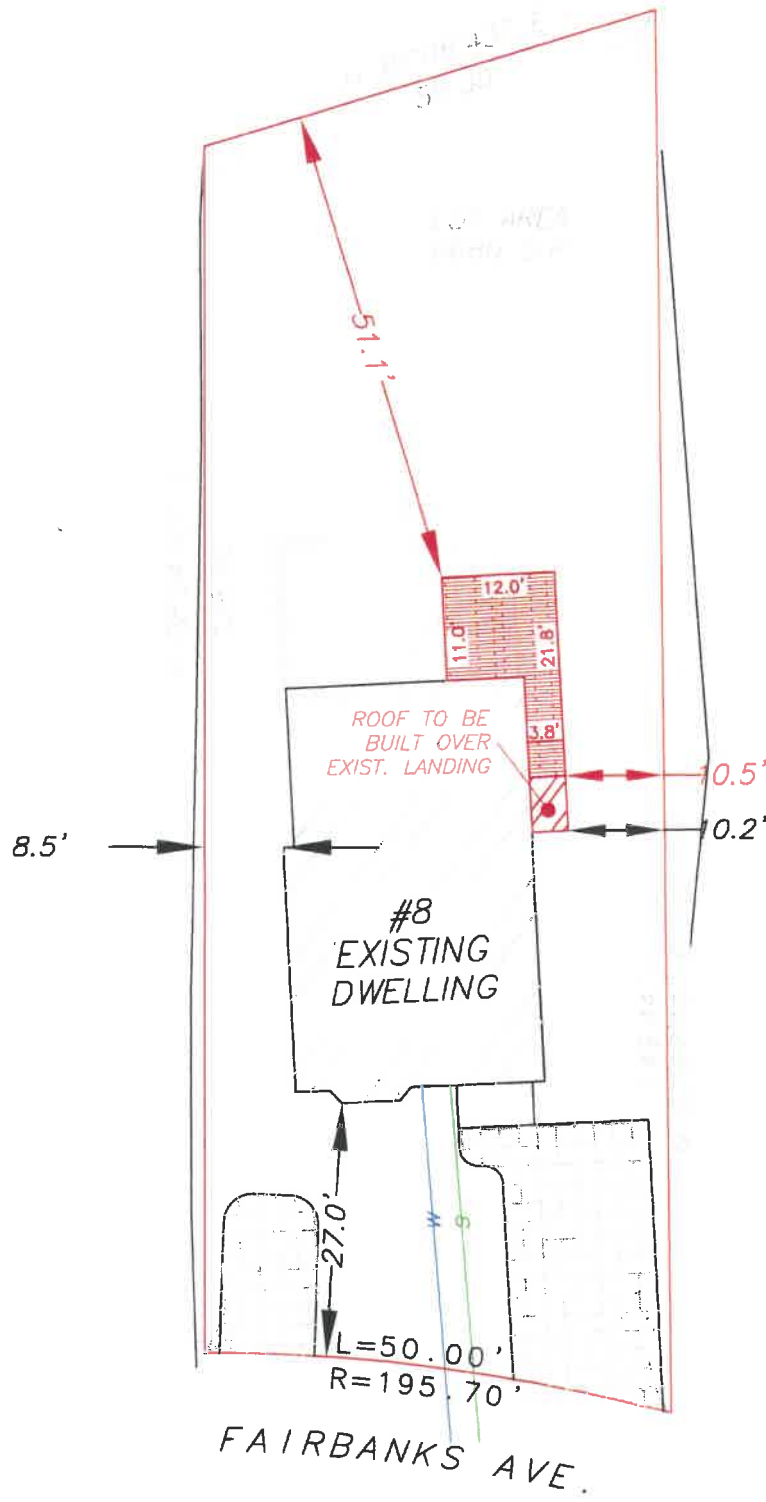 51.1'
12.0'
11.0'
21.8'
3.8'
ROOF TO BE
BUILT OVER
EXIST. LANDING
10.5'
10.2'
8.5'
#8
EXISTING
DWELLING
27.0'
W
S
L=50.00'
R=195.70'
FAIRBANKS AVE.